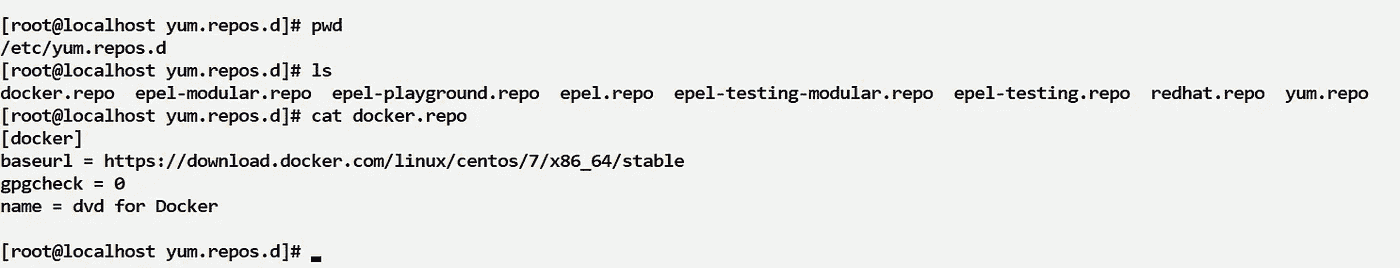 [root@localhost yum.repos.d]# pwd
/etc/yum.repos.d
[root@localhost yum.repos.d]# ls
docker.repo  epel-modular.repo  epel-playground.repo  epel.repo  epel-testing-modular.repo  epel-testing.repo  redhat.repo  yum.repo
[root@localhost yum.repos.d]# cat docker.repo
[docker]
baseurl = https://download.docker.com/linux/centos/7/x86_64/stable
gpgcheck = 0
name = dvd for Docker
[root@localhost yum.repos.d]#